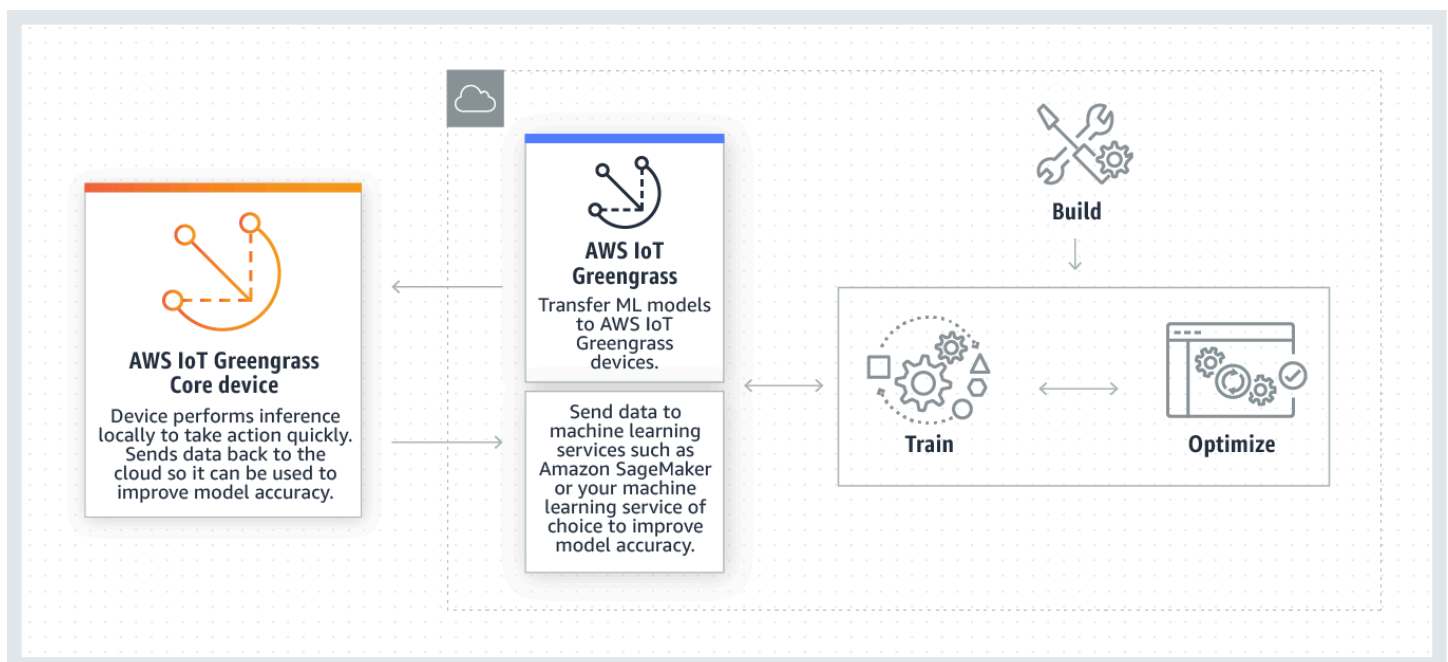 AWS IoT Greengrass
Core device
Device performs inference
locally to take action quickly.
Sends data back to the
cloud so it can be used to
improve model accuracy.
AWS IoT
Greengrass
Transfer ML models
to AWS IoT
Greengrass
devices.
Send data to
machine learning
services such as
Amazon SageMaker
or your machine
learning service of
choice to improve
model accuracy.
Build
Train
Optimize